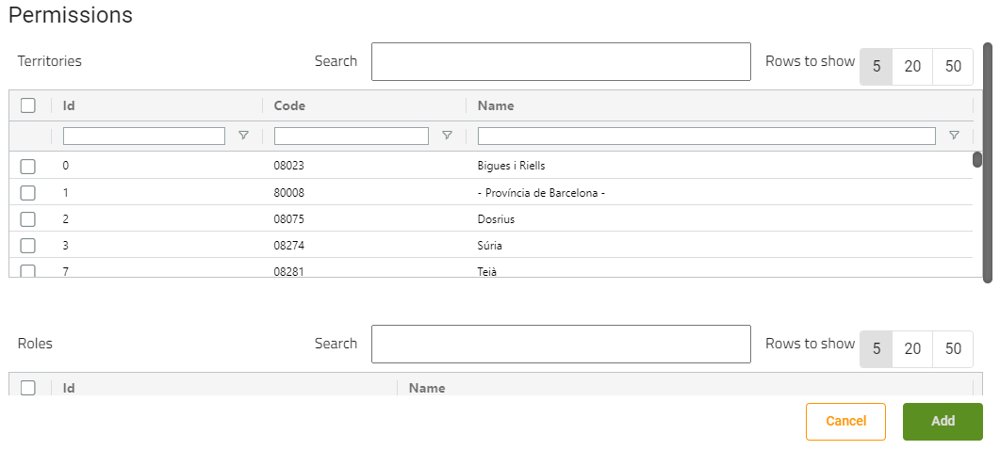 Permissions
Territories Search Rows to show 5 20 50
Id Code Name
0 08023 Bigues i Riells
1 80008 - Província de Barcelona -
2 08075 Dosrius
3 08274 Súria
7 08281 Teià
Roles Search Rows to show 5 20 50
Id Name
Cancel Add